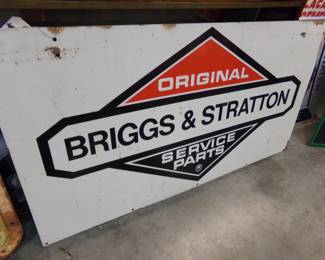 ORIGINAL
BRIGGS & STRATTON
SERVICE
PARTS
®